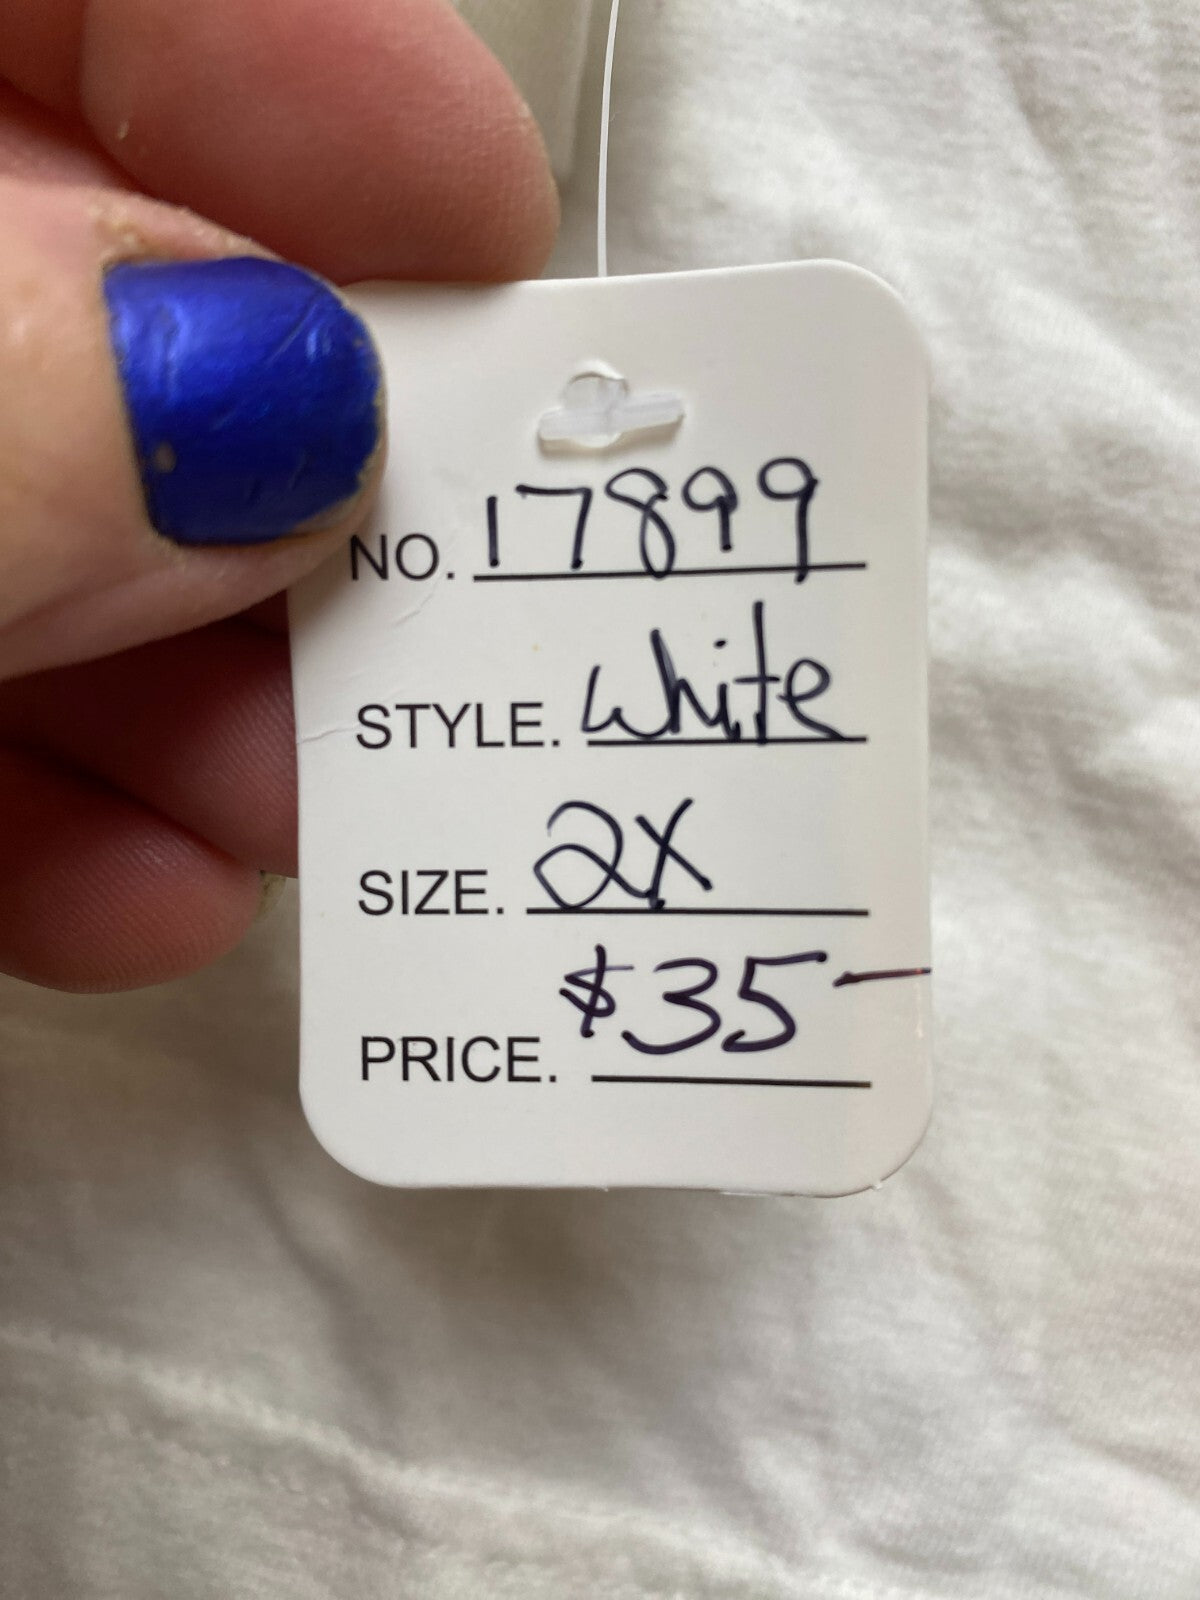 NO. 17899
STYLE. White
SIZE. 2X
PRICE. $35-